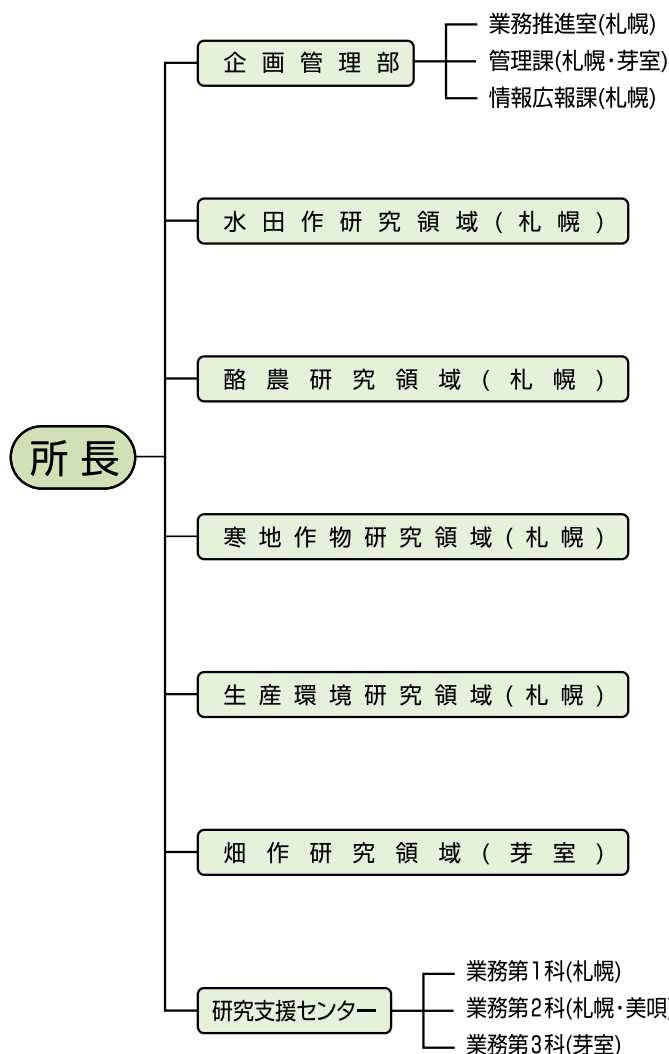 業務推進室(札幌)
企画管理部
管理課(札幌・芽室)
情報広報課(札幌)
水田作研究領域(札幌)
酪農研究領域(札幌)
所長
寒地作物研究領域(札幌)
生産環境研究領域(札幌)
畑作研究領域(芽室)
業務第1科(札幌)
研究支援センター
業務第2科(札幌・美唄)
業務第3科(芽室)